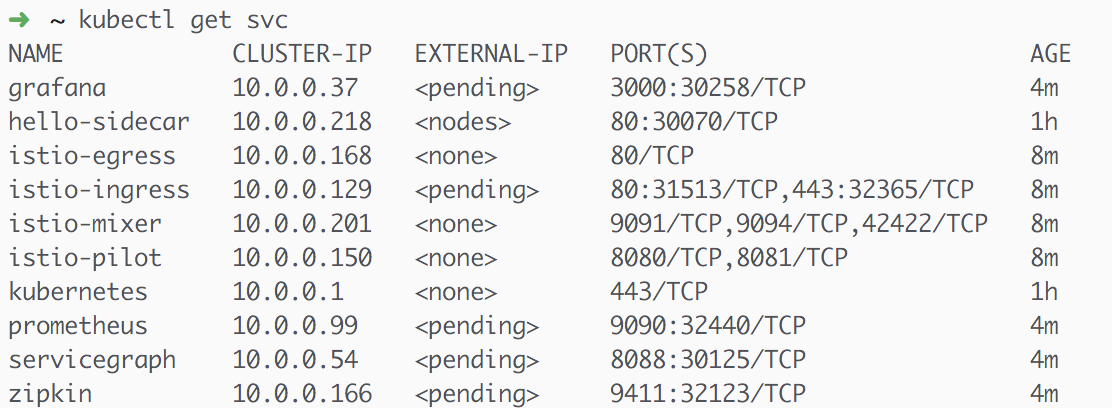 ➜ ~ kubectl get svc
NAME CLUSTER-IP EXTERNAL-IP PORT(S) AGE
grafana 10.0.0.37 <pending> 3000:30258/TCP 4m
hello-sidecar 10.0.0.218 <nodes> 80:30070/TCP 1h
istio-egress 10.0.0.168 <none> 80/TCP 8m
istio-ingress 10.0.0.129 <pending> 80:31513/TCP,443:32365/TCP 8m
istio-mixer 10.0.0.201 <none> 9091/TCP,9094/TCP,42422/TCP 8m
istio-pilot 10.0.0.150 <none> 8080/TCP,8081/TCP 8m
kubernetes 10.0.0.1 <none> 443/TCP 1h
prometheus 10.0.0.99 <pending> 9090:32440/TCP 4m
servicegraph 10.0.0.54 <pending> 8088:30125/TCP 4m
zipkin 10.0.0.166 <pending> 9411:32123/TCP 4m